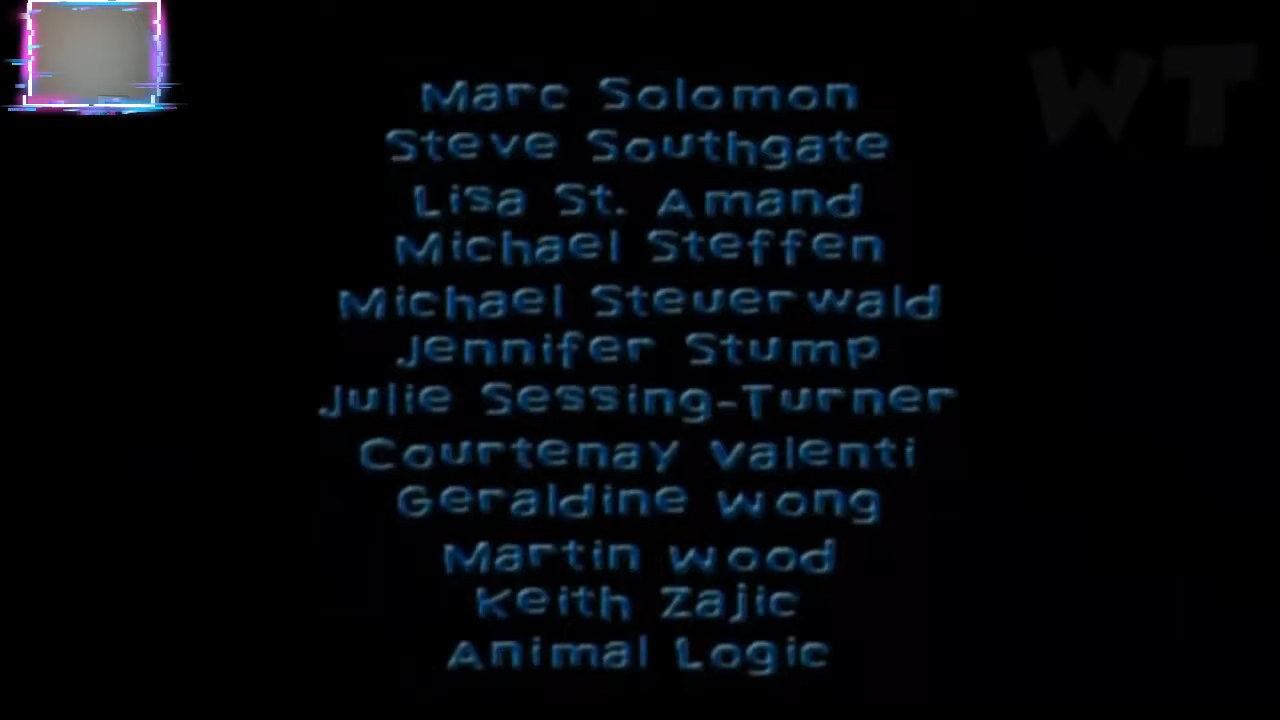 Marc Solomon
Steve Southgate
Lisa St. Amand
Michael Steffen
Michael Steuerwald
Jennifer Stump
Julie Sessing-Turner
Courtenay Valenti
Geraldine Wong
Martin Wood
Keith Zajic
Animal Logic
WT